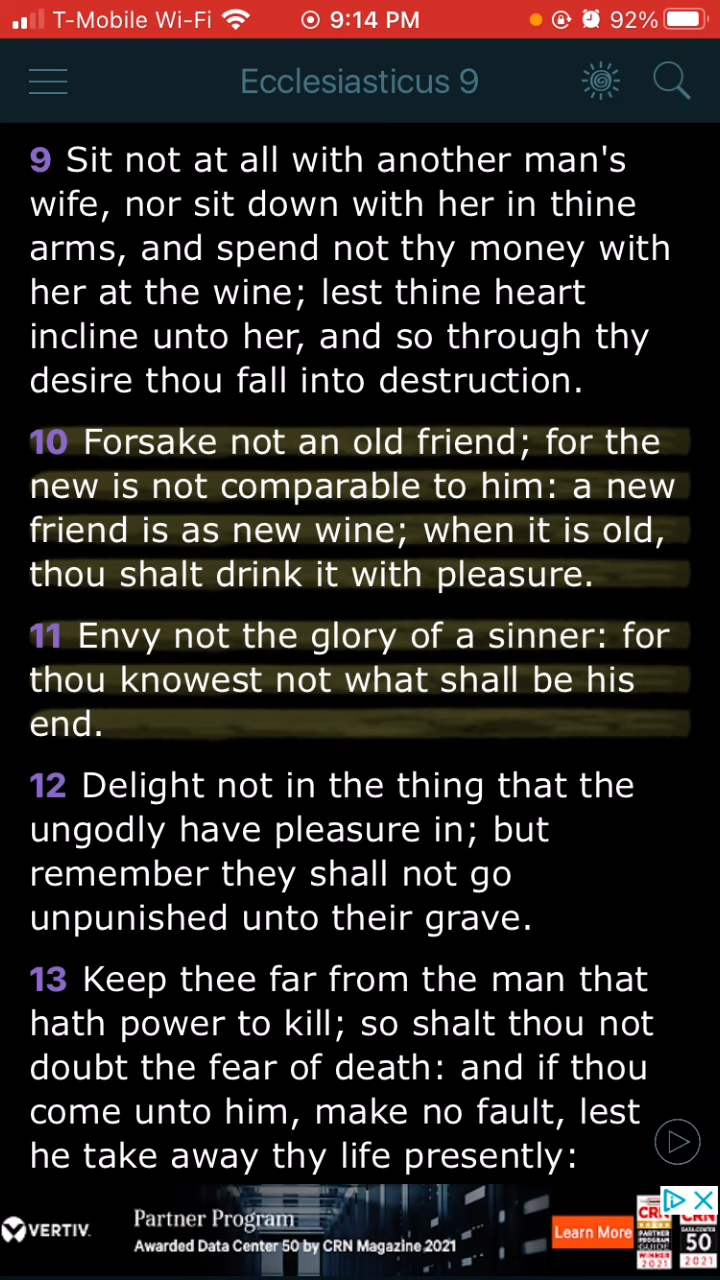 T-Mobile Wi-Fi 9:14 PM 92%
Ecclesiasticus 9
9 Sit not at all with another man's
wife, nor sit down with her in thine
arms, and spend not thy money with
her at the wine; lest thine heart
incline unto her, and so through thy
desire thou fall into destruction.
10 Forsake not an old friend; for the
new is not comparable to him: a new
friend is as new wine; when it is old,
thou shalt drink it with pleasure.
11 Envy not the glory of a sinner: for
thou knowest not what shall be his
end.
12 Delight not in the thing that the
ungodly have pleasure in; but
remember they shall not go
unpunished unto their grave.
13 Keep thee far from the man that
hath power to kill; so shalt thou not
doubt the fear of death: and if thou
come unto him, make no fault, lest
he take away thy life presently:
VERTIV.
Partner Program
Awarded Data Center 50 by CRN Magazine 2021
Learn More
CRN
PARTNER
PROGRAM
GUIDE
WINNER
2021
CRN
DATA CENTER
50
2021